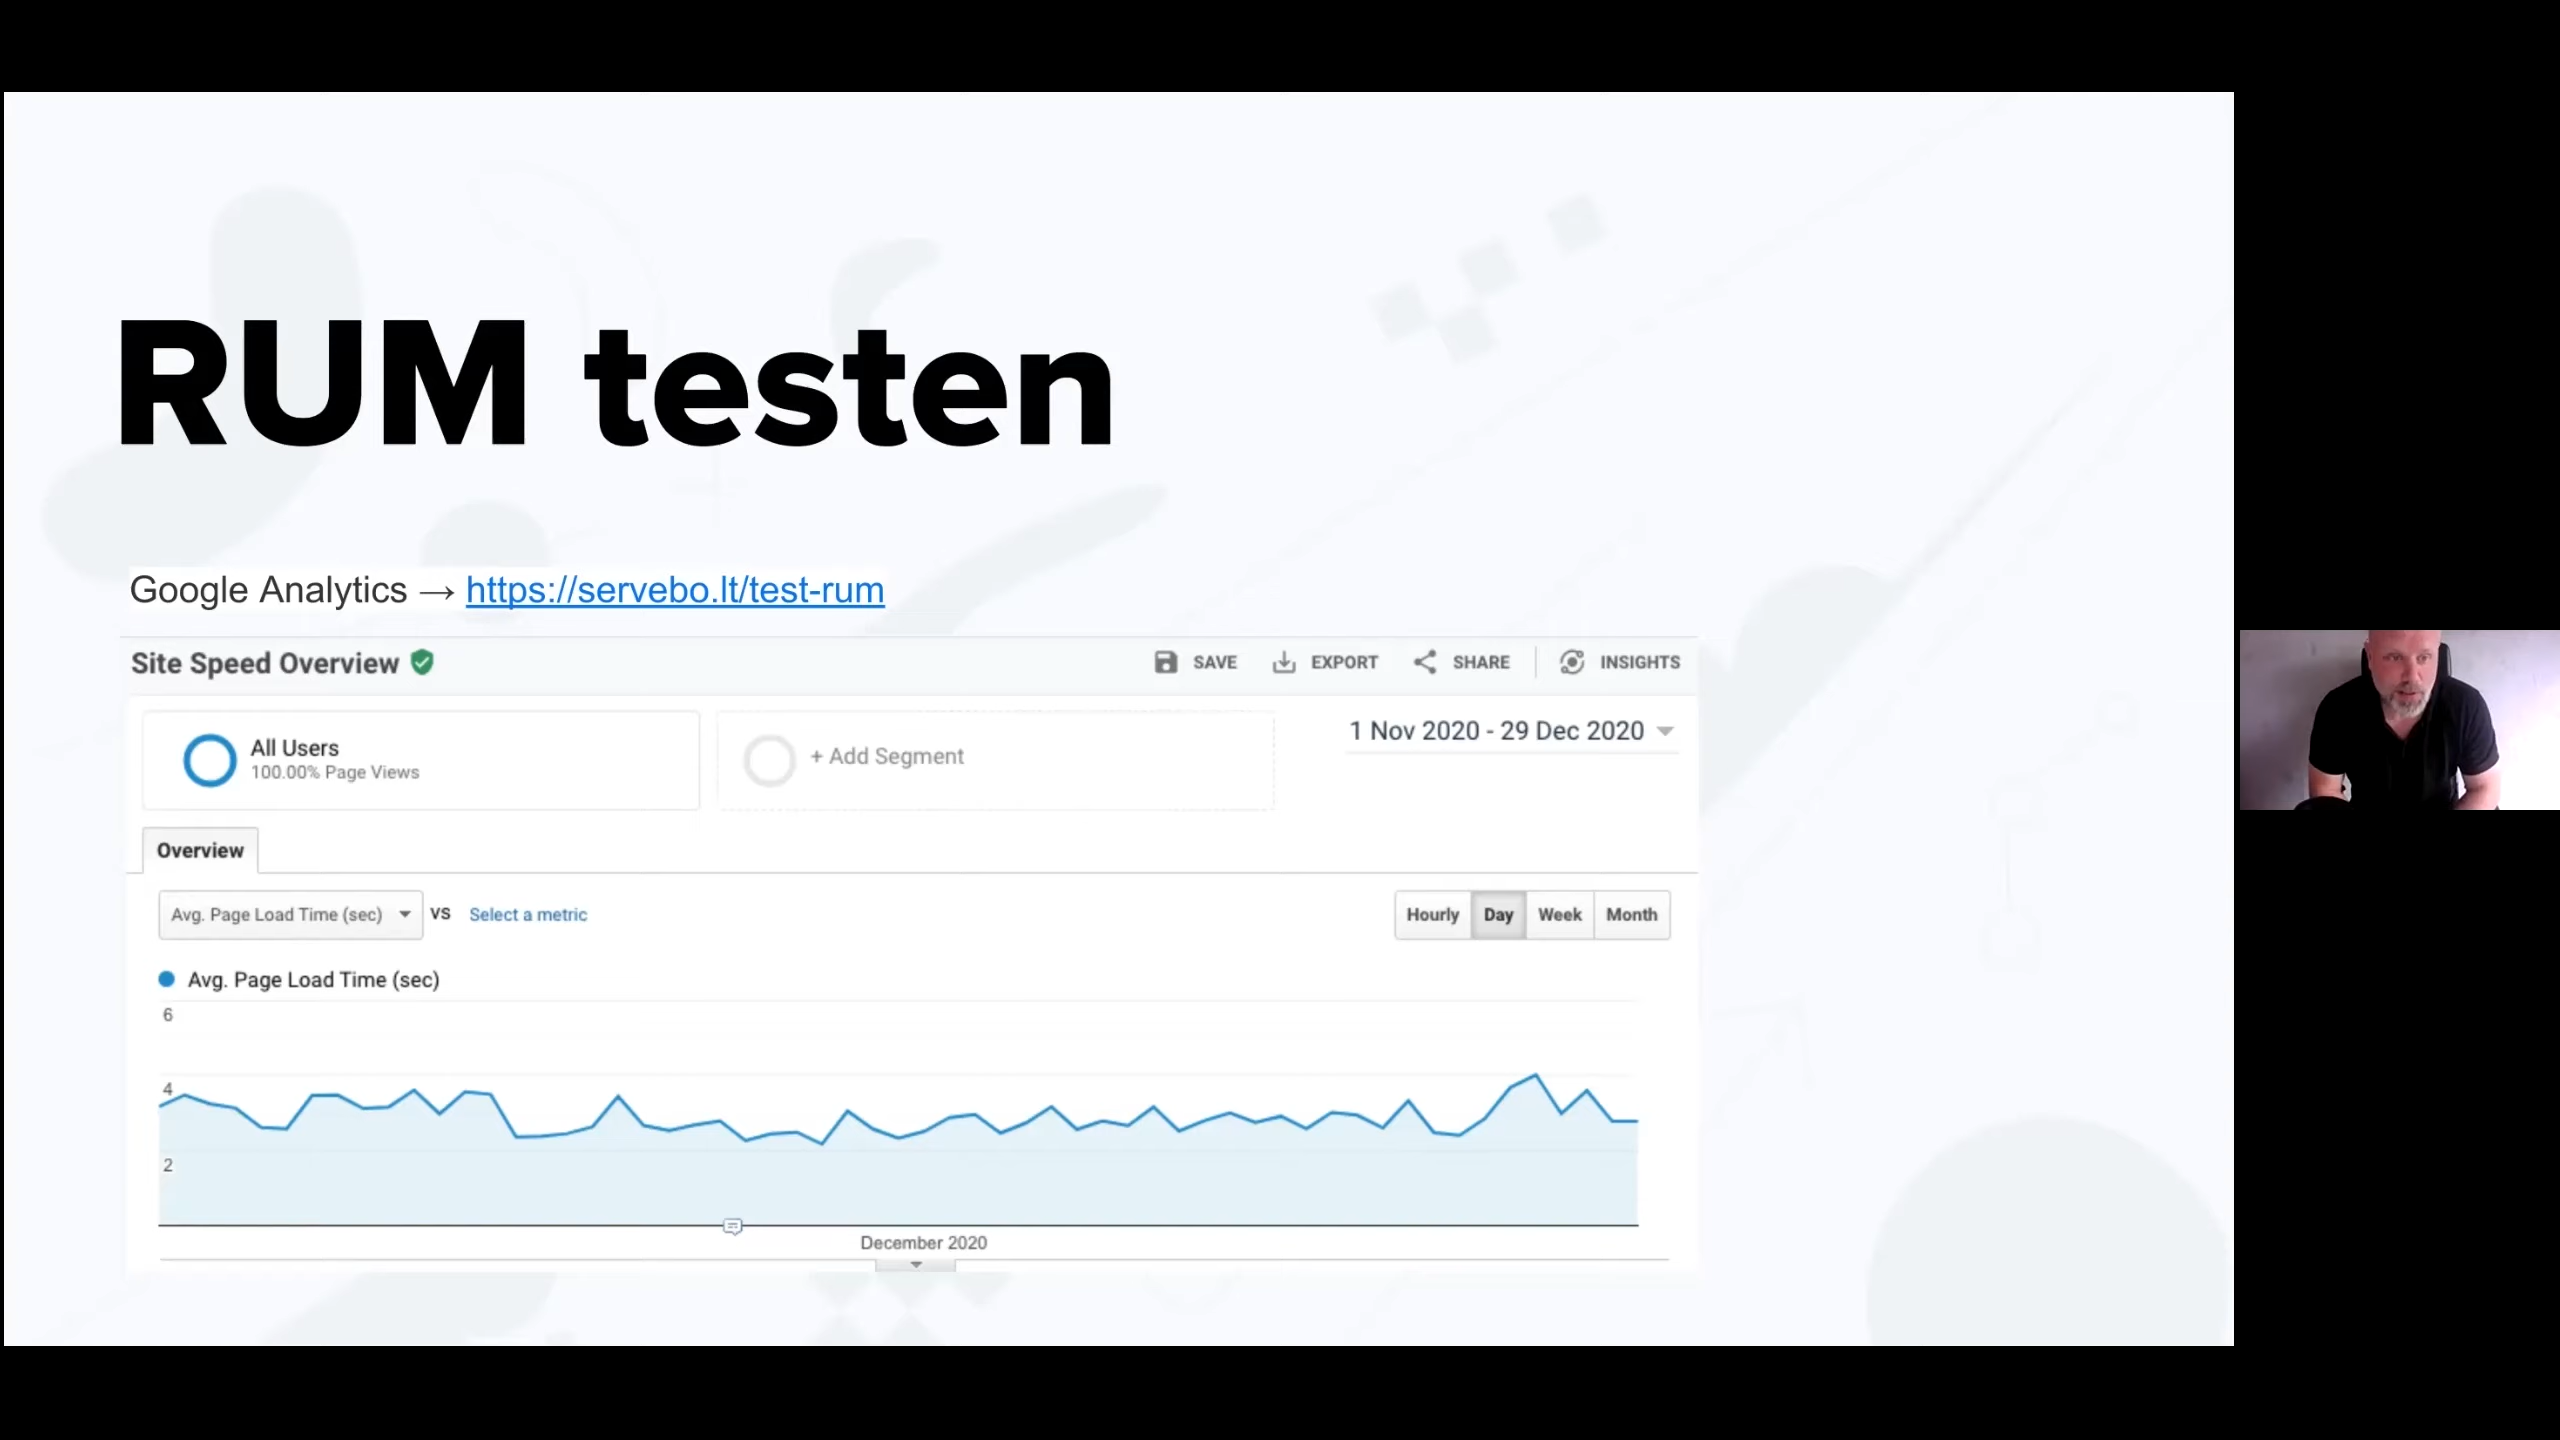 RUM testen
Google Analytics → https://servebo.lt/test-rum
Site Speed Overview
SAVE
EXPORT
SHARE
INSIGHTS
All Users
100.00% Page Views
+ Add Segment
1 Nov 2020 - 29 Dec 2020
Overview
Avg. Page Load Time (sec)
VS
Select a metric
Hourly
Day
Week
Month
Avg. Page Load Time (sec)
6
4
2
December 2020